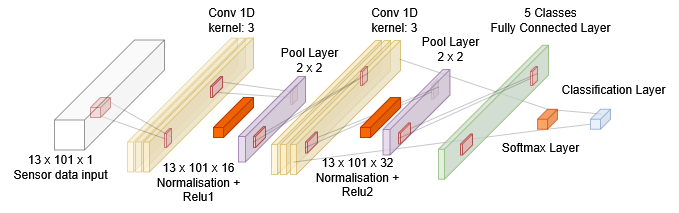 Conv 1D
kernel: 3
Pool Layer
2 x 2
Conv 1D
kernel: 3
Pool Layer
2 x 2
5 Classes
Fully Connected Layer
Classification Layer
Softmax Layer
13 x 101 x 1
Sensor data input
13 x 101 x 16
Normalisation +
Relu1
13 x 101 x 32
Normalisation +
Relu2